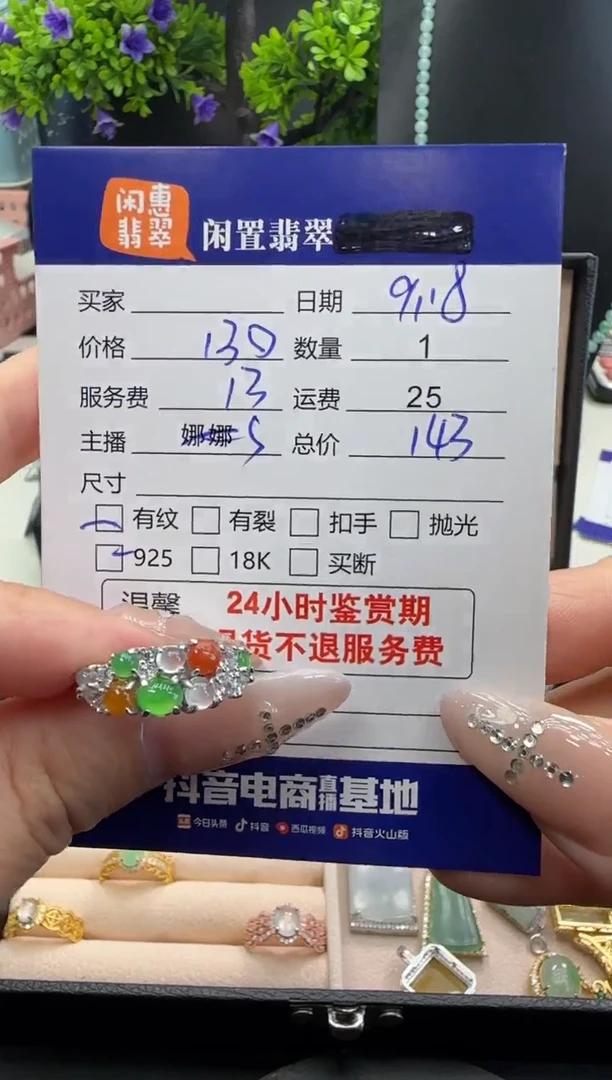 闲惠
翡翠
闲置翡翠
买家 日期 9.18
价格 130 数量 1
服务费 13 运费 25
主播 娜娜 S 总价 143
尺寸
有纹 有裂 扣手 抛光
925 18K 买断
温馨 24小时鉴赏期
货不退服务费
抖音电商直播基地
今日头条 抖音 西瓜视频 抖音火山版